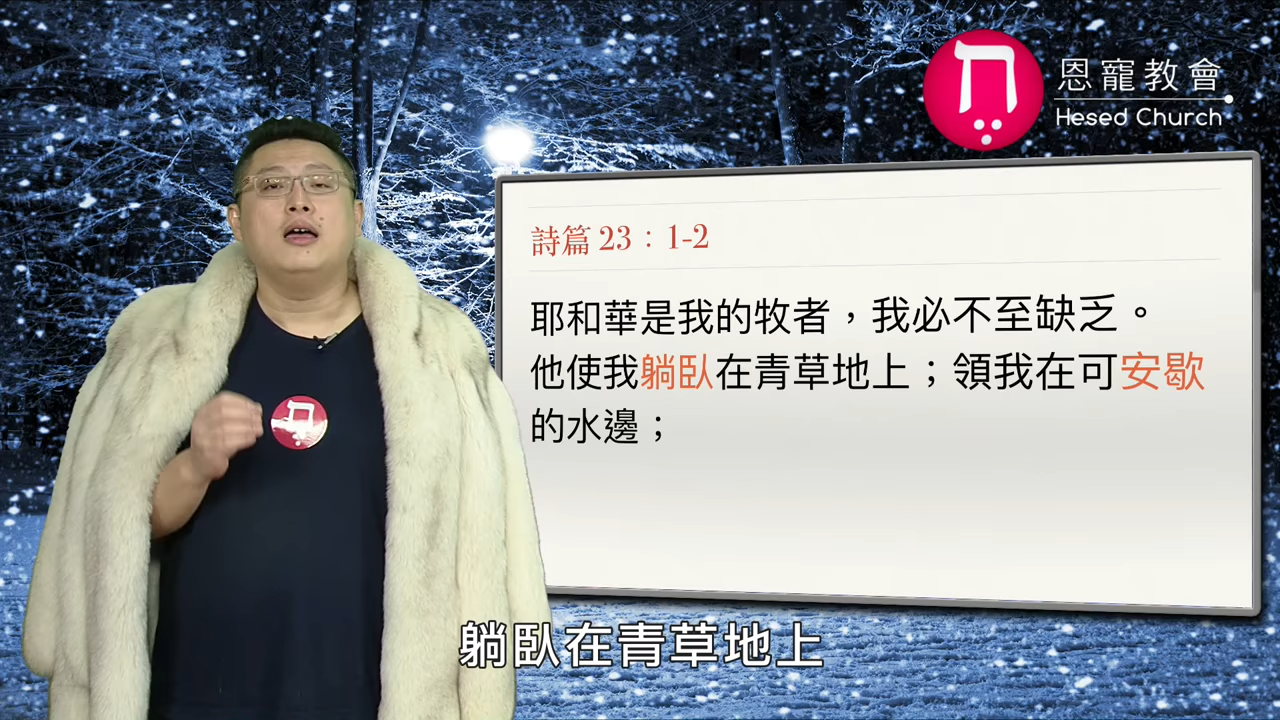 恩寵教會
Hesed Church
詩篇 23：1-2
耶和華是我的牧者，我必不至缺乏。
他使我躺臥在青草地上；領我在可安歇
的水邊；
躺臥在青草地上